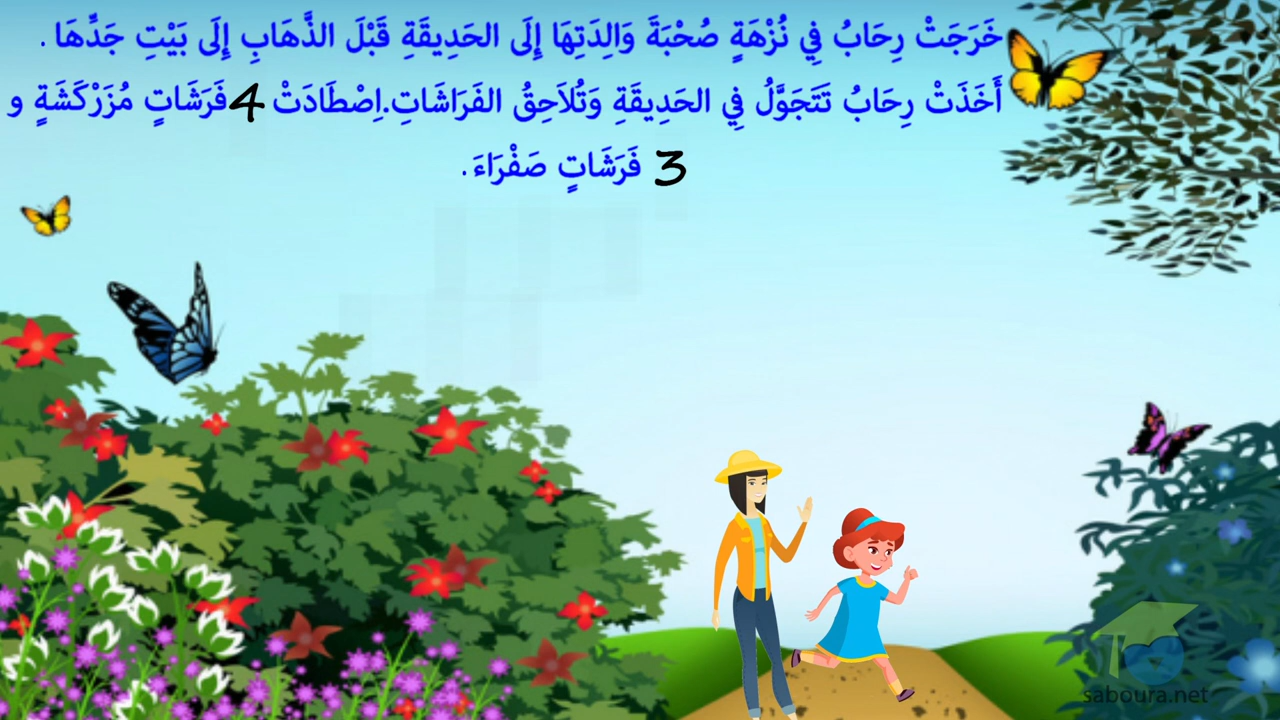 خَرَجَتْ رِحَابُ فِي نُزْهَةٍ صُحْبَةَ وَالِدَتِهَا إِلَى الحَدِيقَةِ قَبْلَ الذَّهَابِ إِلَى بَيْتِ جَدِّهَا .
أَخَذَتْ رِحَابُ تَتَجَوَّلُ فِي الحَدِيقَةِ وَتُلاَحِقُ الفَرَاشَاتِ.اِصْطَادَتْ 4 فَرَشَاتٍ مُزَرْكَشَةٍ و
3 فَرَشَاتٍ صَفْرَاءَ .
saboura.net